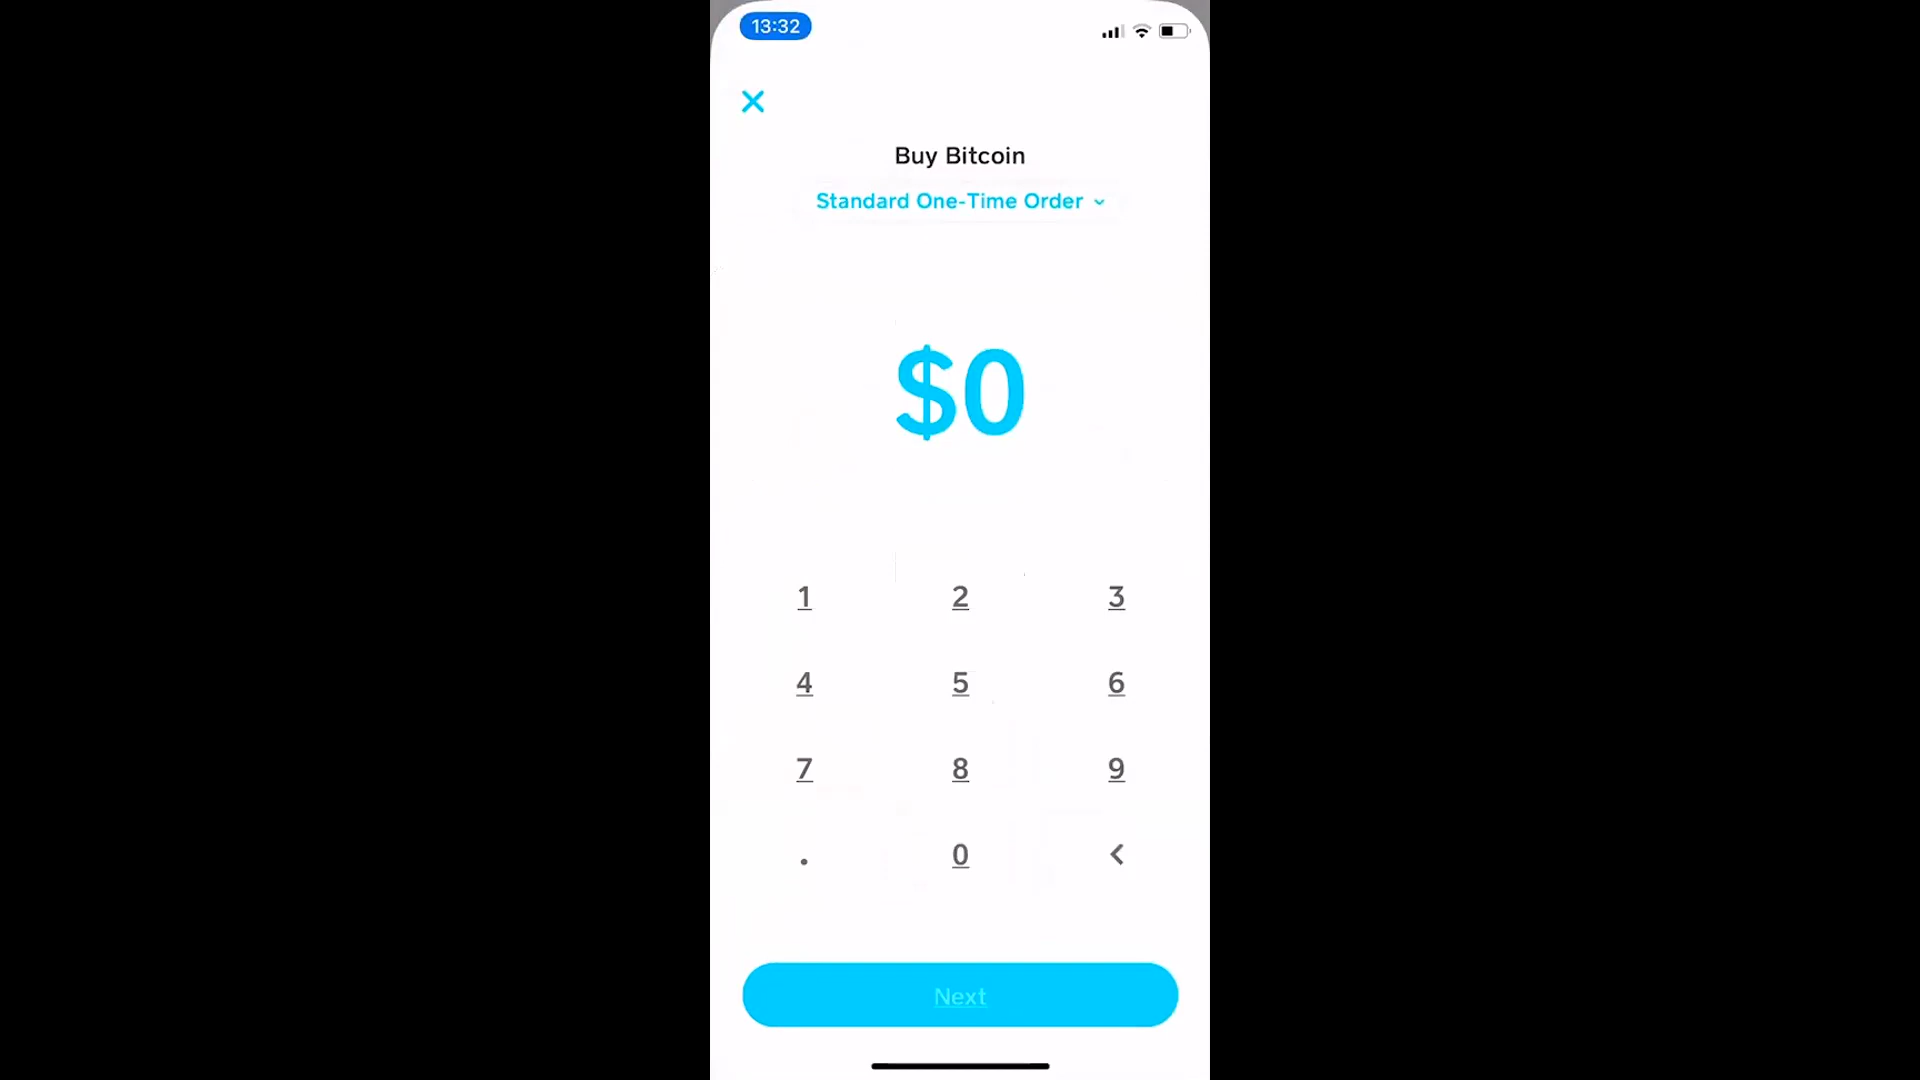 13:32
Buy Bitcoin
Standard One-Time Order
$0
1 2 3
4 5 6
7 8 9
. 0 <
Next